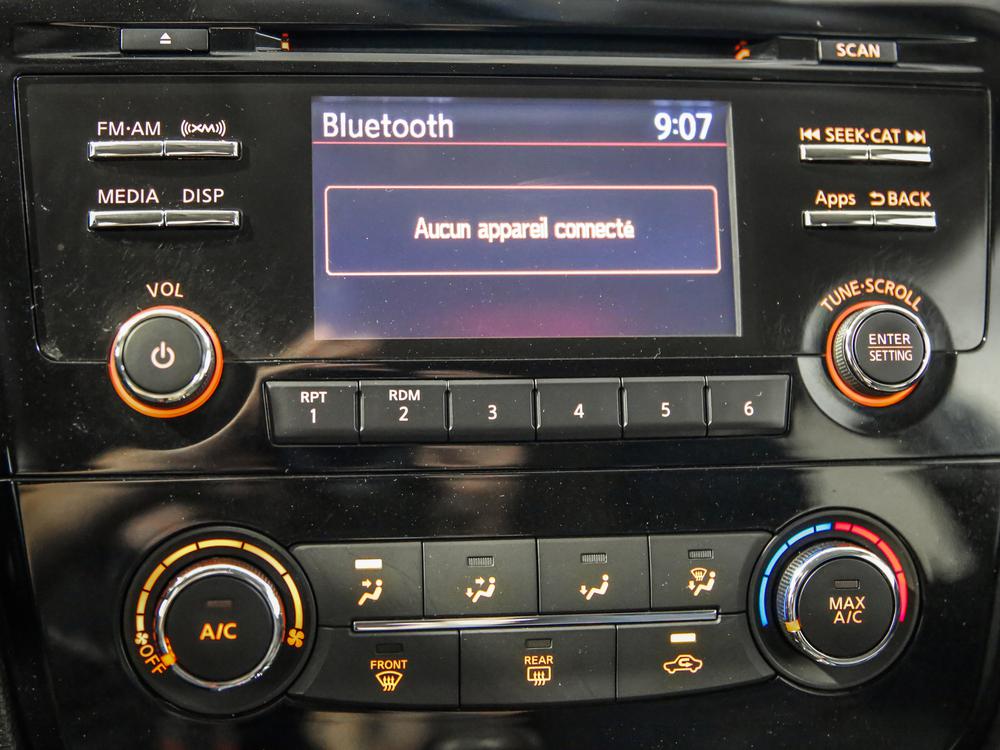 SCAN
FM·AM ((XM))
MEDIA DISP
VOL
Bluetooth 9:07
Aucun appareil connecté
SEEK·CAT
Apps BACK
TUNE·SCROLL
ENTER
SETTING
RPT
1
RDM
2
3
4
5
6
A/C
OFF
FRONT
REAR
MAX
A/C